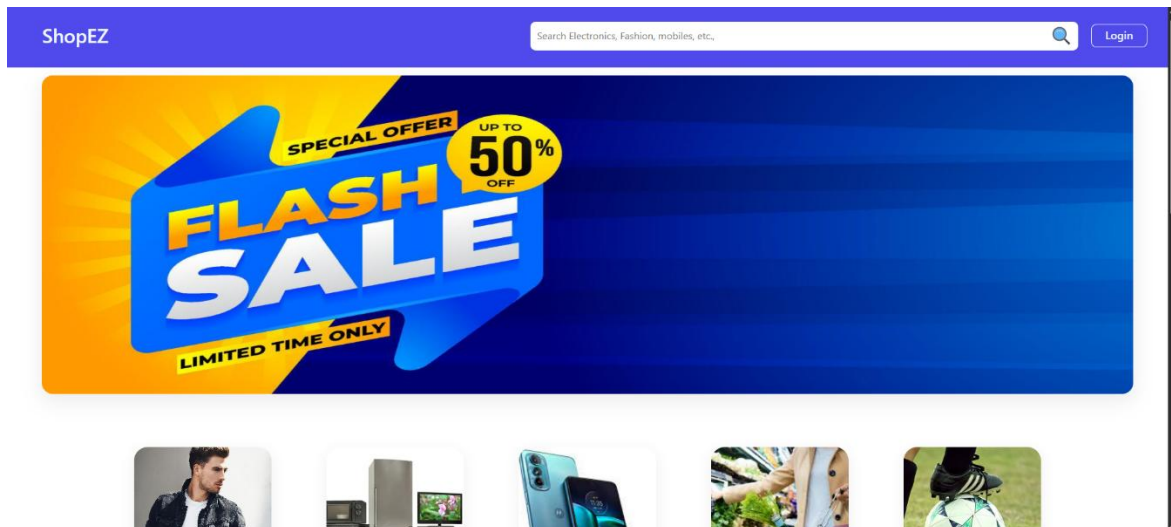 ShopEZ
Search Electronics, Fashion, mobiles, etc.,
Login
SPECIAL OFFER
UP TO
50%
OFF
FLASH
SALE
LIMITED TIME ONLY